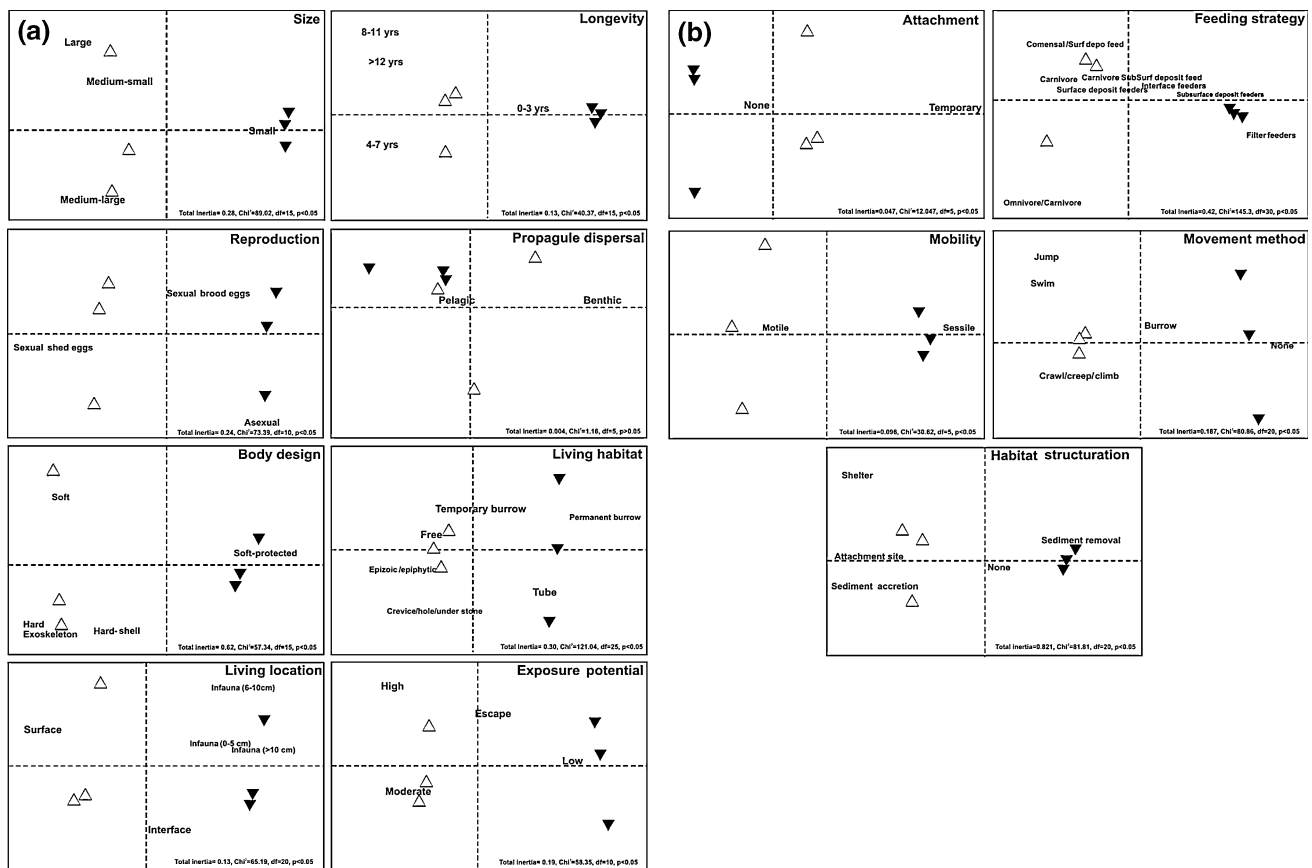 (a)
Size
Large
Medium-small
Small
Medium-large
Total Inertia= 0.28, Chi²=89.02, df=15, p<0.05
Longevity
8-11 yrs
>12 yrs
0-3 yrs
4-7 yrs
Total Inertia= 0.13, Chi²=40.37, df=15, p<0.05
Reproduction
Sexual brood eggs
Sexual shed eggs
Asexual
Total Inertia= 0.24, Chi²=73.39, df=10, p<0.05
Propagule dispersal
Pelagic
Benthic
Total Inertia= 0.004, Chi²=1.16, df=5, p>0.05
Body design
Soft
Soft-protected
Hard
Exoskeleton
Hard-shell
Total Inertia= 0.62, Chi²=57.34, df=15, p<0.05
Living habitat
Temporary burrow
Permanent burrow
Free
Epizoic/epiphytic
Tube
Crevice/hole/under stone
Total Inertia= 0.30, Chi²=121.04, df=25, p<0.05
Living location
Infauna (6-10cm)
Surface
Infauna (0-5 cm)
Infauna (>10 cm)
Interface
Total Inertia= 0.13, Chi²=65.19, df=20, p<0.05
Exposure potential
High
Escape
Low
Moderate
Total Inertia= 0.19, Chi²=58.35, df=10, p<0.05
(b)
Attachment
None
Temporary
Total Inertia=0.047, Chi²=12.047, df=5, p<0.05
Feeding strategy
Comensal/Surf depo feed
Carnivore
Carnivore SubSurf deposit feed
Surface deposit feeders
Interface feeders
Subsurface deposit feeders
Filter feeders
Omnivore/Carnivore
Total Inertia=0.42, Chi²=145.3, df=30, p<0.05
Mobility
Motile
Sessile
Total Inertia=0.098, Chi²=30.62, df=5, p<0.05
Movement method
Jump
Swim
Burrow
None
Crawl/creep/climb
Total Inertia=0.187, Chi²=80.86, df=20, p<0.05
Habitat structuration
Shelter
Sediment removal
Attachment site
None
Sediment accretion
Total Inertia=0.821, Chi²=81.81, df=20, p<0.05